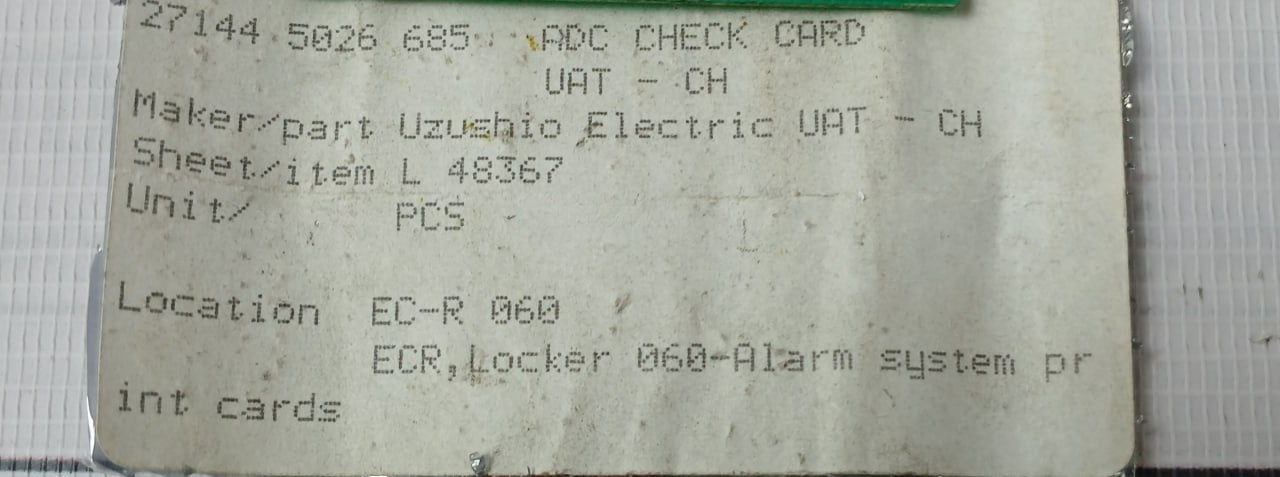 27144 5026 685 ADC CHECK CARD
UAT - CH
Maker/part Uzushio Electric UAT - CH
Sheet/item L 48367
Unit/ PCS
Location EC-R 060
ECR,Locker 060-Alarm system pr
int cards